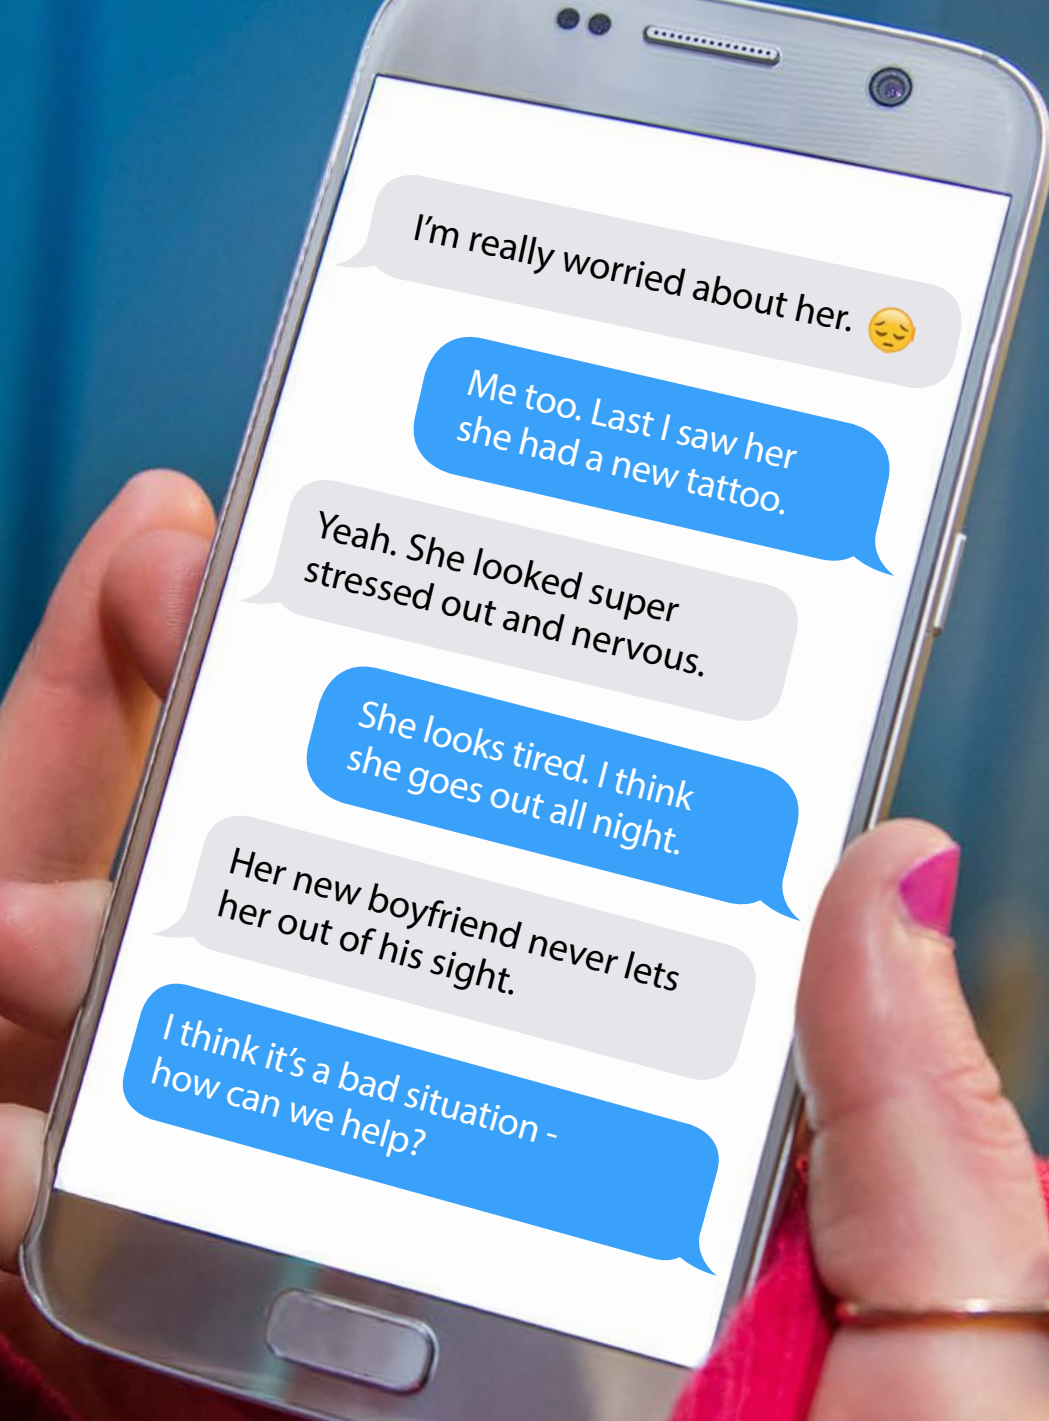 I'm really worried about her. 😔
Me too. Last I saw her
she had a new tattoo.
Yeah. She looked super
stressed out and nervous.
She looks tired. I think
she goes out all night.
Her new boyfriend never lets
her out of his sight.
I think it's a bad situation -
how can we help?